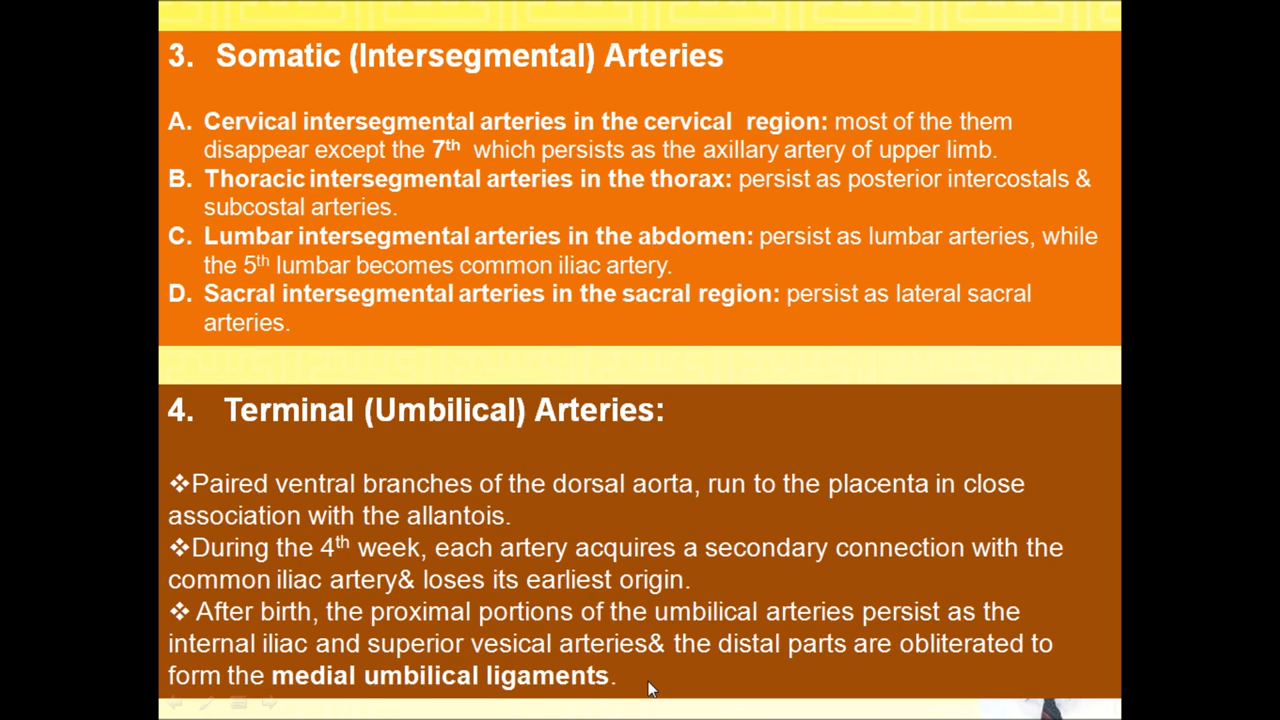 3. Somatic (Intersegmental) Arteries
A. Cervical intersegmental arteries in the cervical region: most of the them
disappear except the 7th which persists as the axillary artery of upper limb.
B. Thoracic intersegmental arteries in the thorax: persist as posterior intercostals &
subcostal arteries.
C. Lumbar intersegmental arteries in the abdomen: persist as lumbar arteries, while
the 5th lumbar becomes common iliac artery.
D. Sacral intersegmental arteries in the sacral region: persist as lateral sacral
arteries.
4. Terminal (Umbilical) Arteries:
❖Paired ventral branches of the dorsal aorta, run to the placenta in close
association with the allantois.
❖During the 4th week, each artery acquires a secondary connection with the
common iliac artery& loses its earliest origin.
❖ After birth, the proximal portions of the umbilical arteries persist as the
internal iliac and superior vesical arteries& the distal parts are obliterated to
form the medial umbilical ligaments.